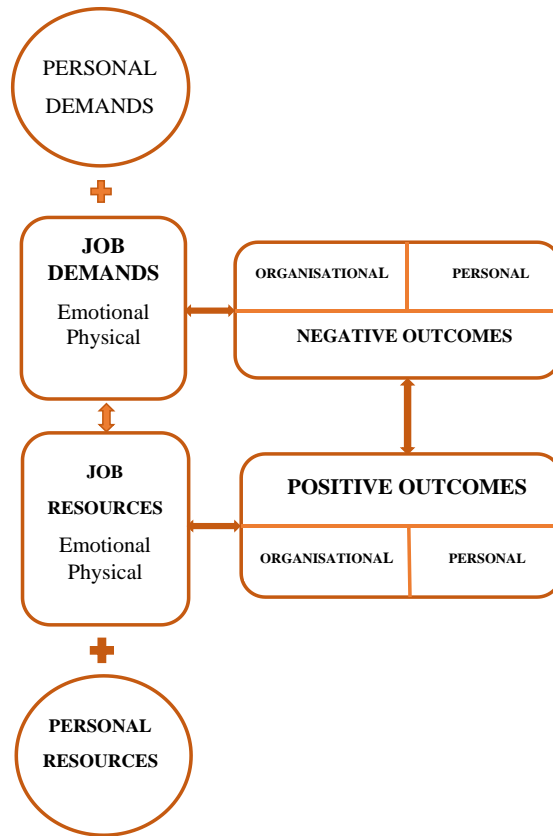 PERSONAL
DEMANDS
JOB
DEMANDS
Emotional
Physical
ORGANISATIONAL
PERSONAL
NEGATIVE OUTCOMES
JOB
RESOURCES
Emotional
Physical
POSITIVE OUTCOMES
ORGANISATIONAL
PERSONAL
PERSONAL
RESOURCES